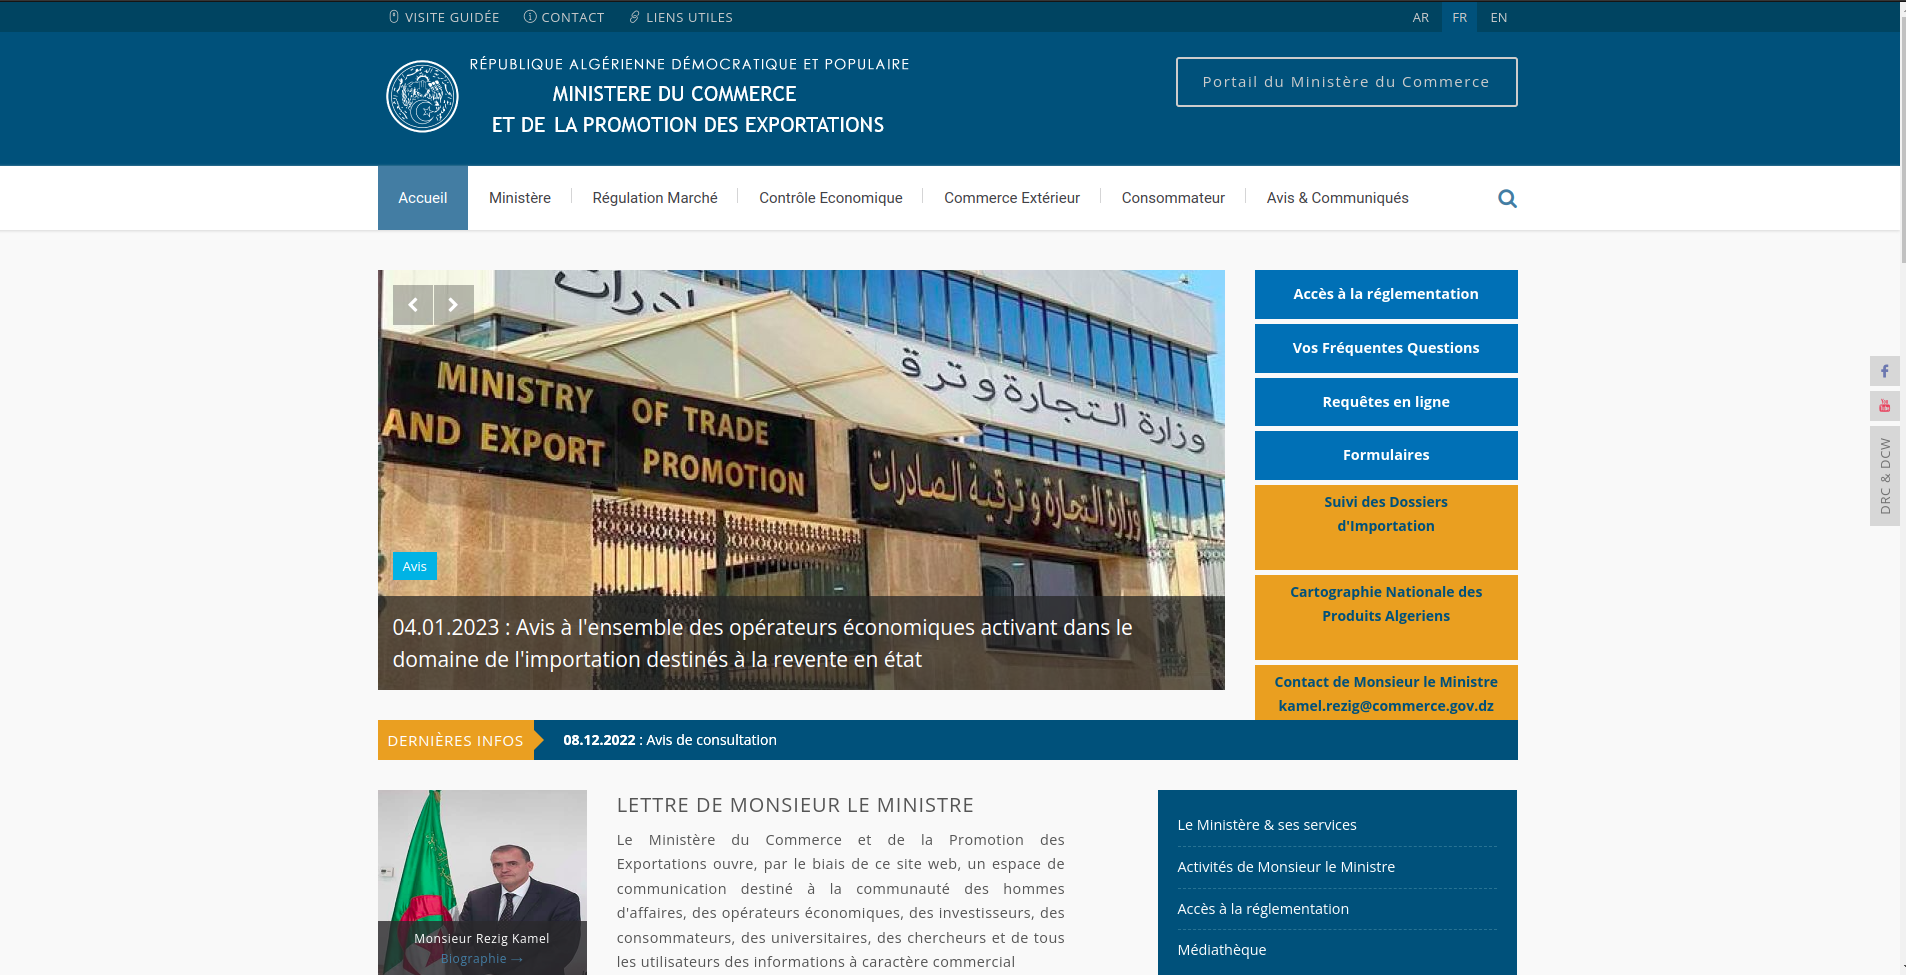 VISITE GUIDÉE
CONTACT
LIENS UTILES
AR
FR
EN
RÉPUBLIQUE ALGÉRIENNE DÉMOCRATIQUE ET POPULAIRE
MINISTERE DU COMMERCE
ET DE LA PROMOTION DES EXPORTATIONS
Portail du Ministère du Commerce
Accueil
Ministère
Régulation Marché
Contrôle Economique
Commerce Extérieur
Consommateur
Avis & Communiqués
وزارة التجارة و ترقية
الصادرات
MINISTRY OF TRADE
AND EXPORT PROMOTION
وزارة التجارة و ترقية الصادرات
Avis
04.01.2023 : Avis à l'ensemble des opérateurs économiques activant dans le
domaine de l'importation destinés à la revente en état
Accès à la réglementation
Vos Fréquentes Questions
Requêtes en ligne
Formulaires
Suivi des Dossiers
d'Importation
Cartographie Nationale des
Produits Algeriens
Contact de Monsieur le Ministre
kamel.rezig@commerce.gov.dz
DRC & DCW
DERNIÈRES INFOS
08.12.2022 : Avis de consultation
Monsieur Rezig Kamel
Biographie →
LETTRE DE MONSIEUR LE MINISTRE
Le Ministère du Commerce et de la Promotion des
Exportations ouvre, par le biais de ce site web, un espace de
communication destiné à la communauté des hommes
d'affaires, des opérateurs économiques, des investisseurs, des
consommateurs, des universitaires, des chercheurs et de tous
les utilisateurs des informations à caractère commercial
Le Ministère & ses services
Activités de Monsieur le Ministre
Accès à la réglementation
Médiathèque